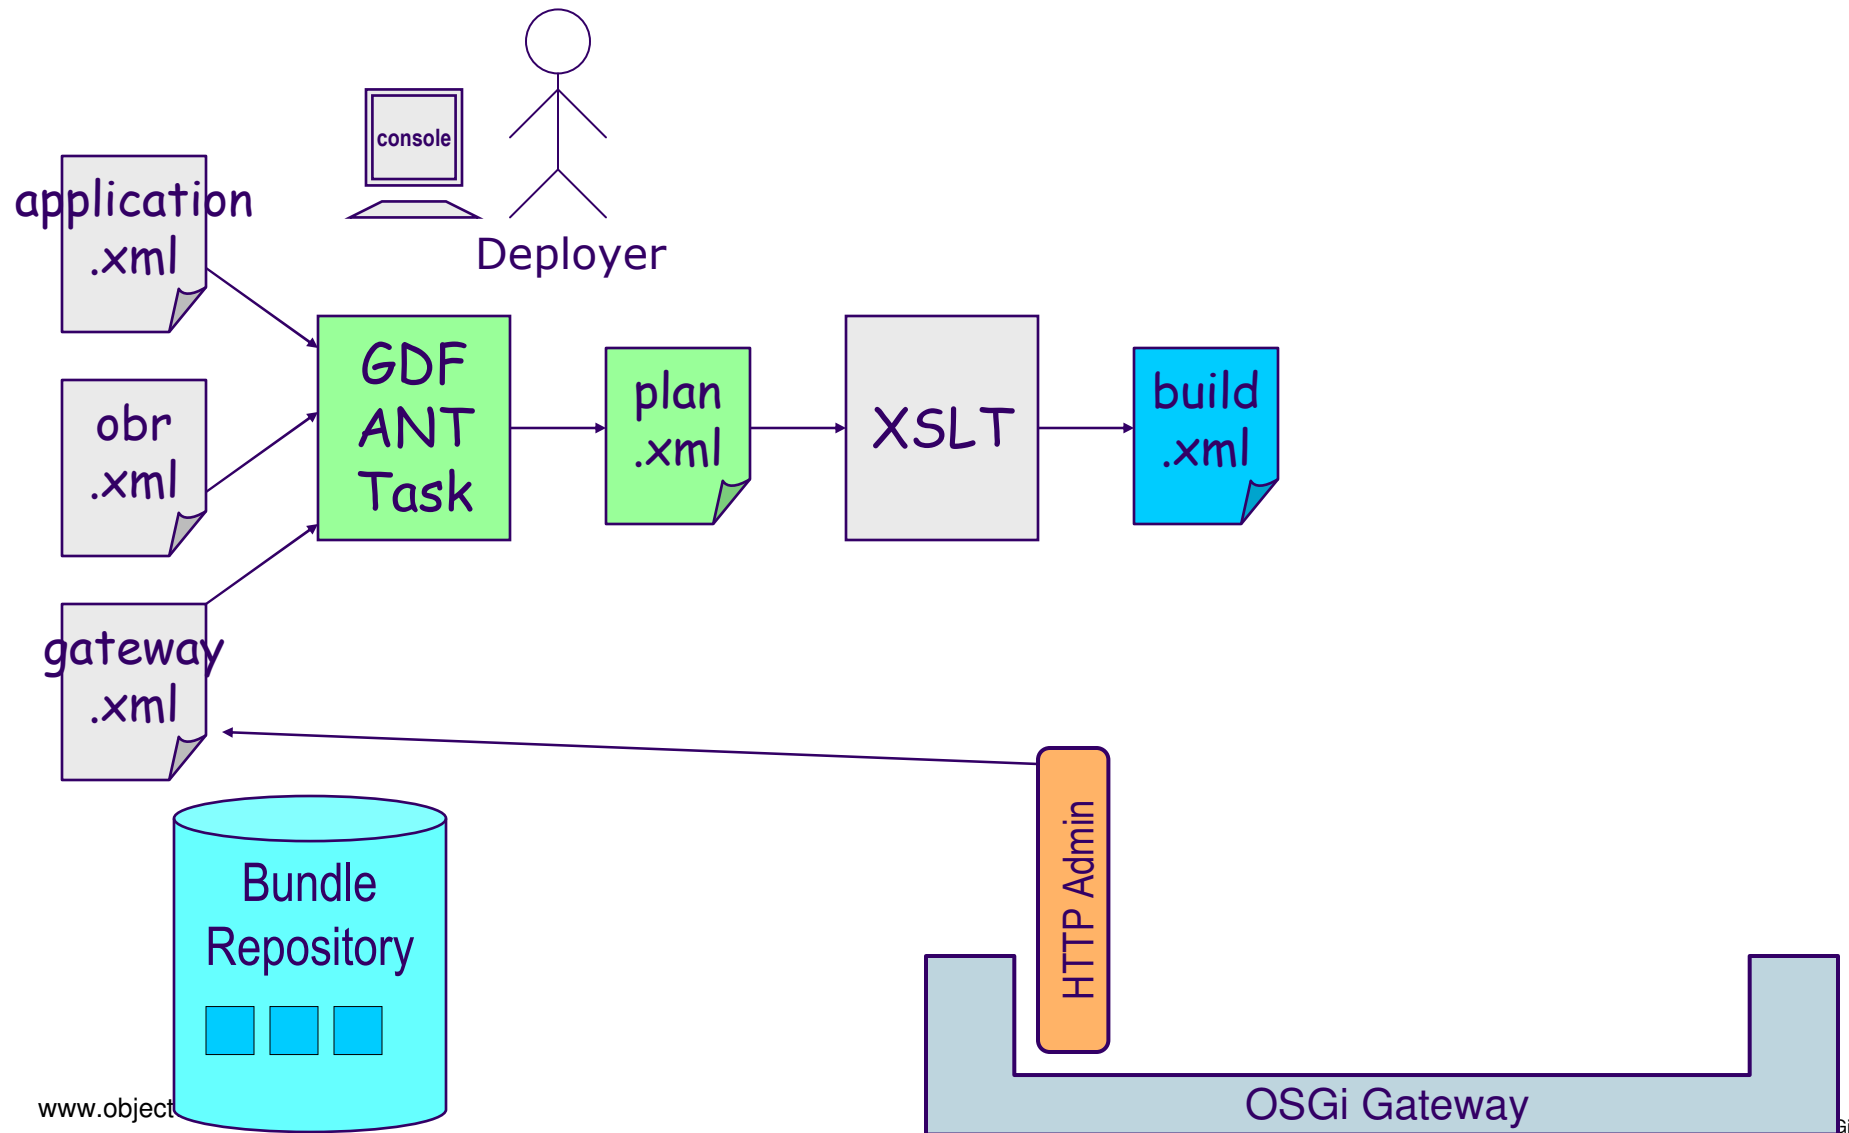 console
application
.xml
Deployer
GDF
ANT
Task
plan
.xml
XSLT
build
.xml
obr
.xml
gateway
.xml
HTTP Admin
Bundle
Repository
OSGi Gateway
www.object